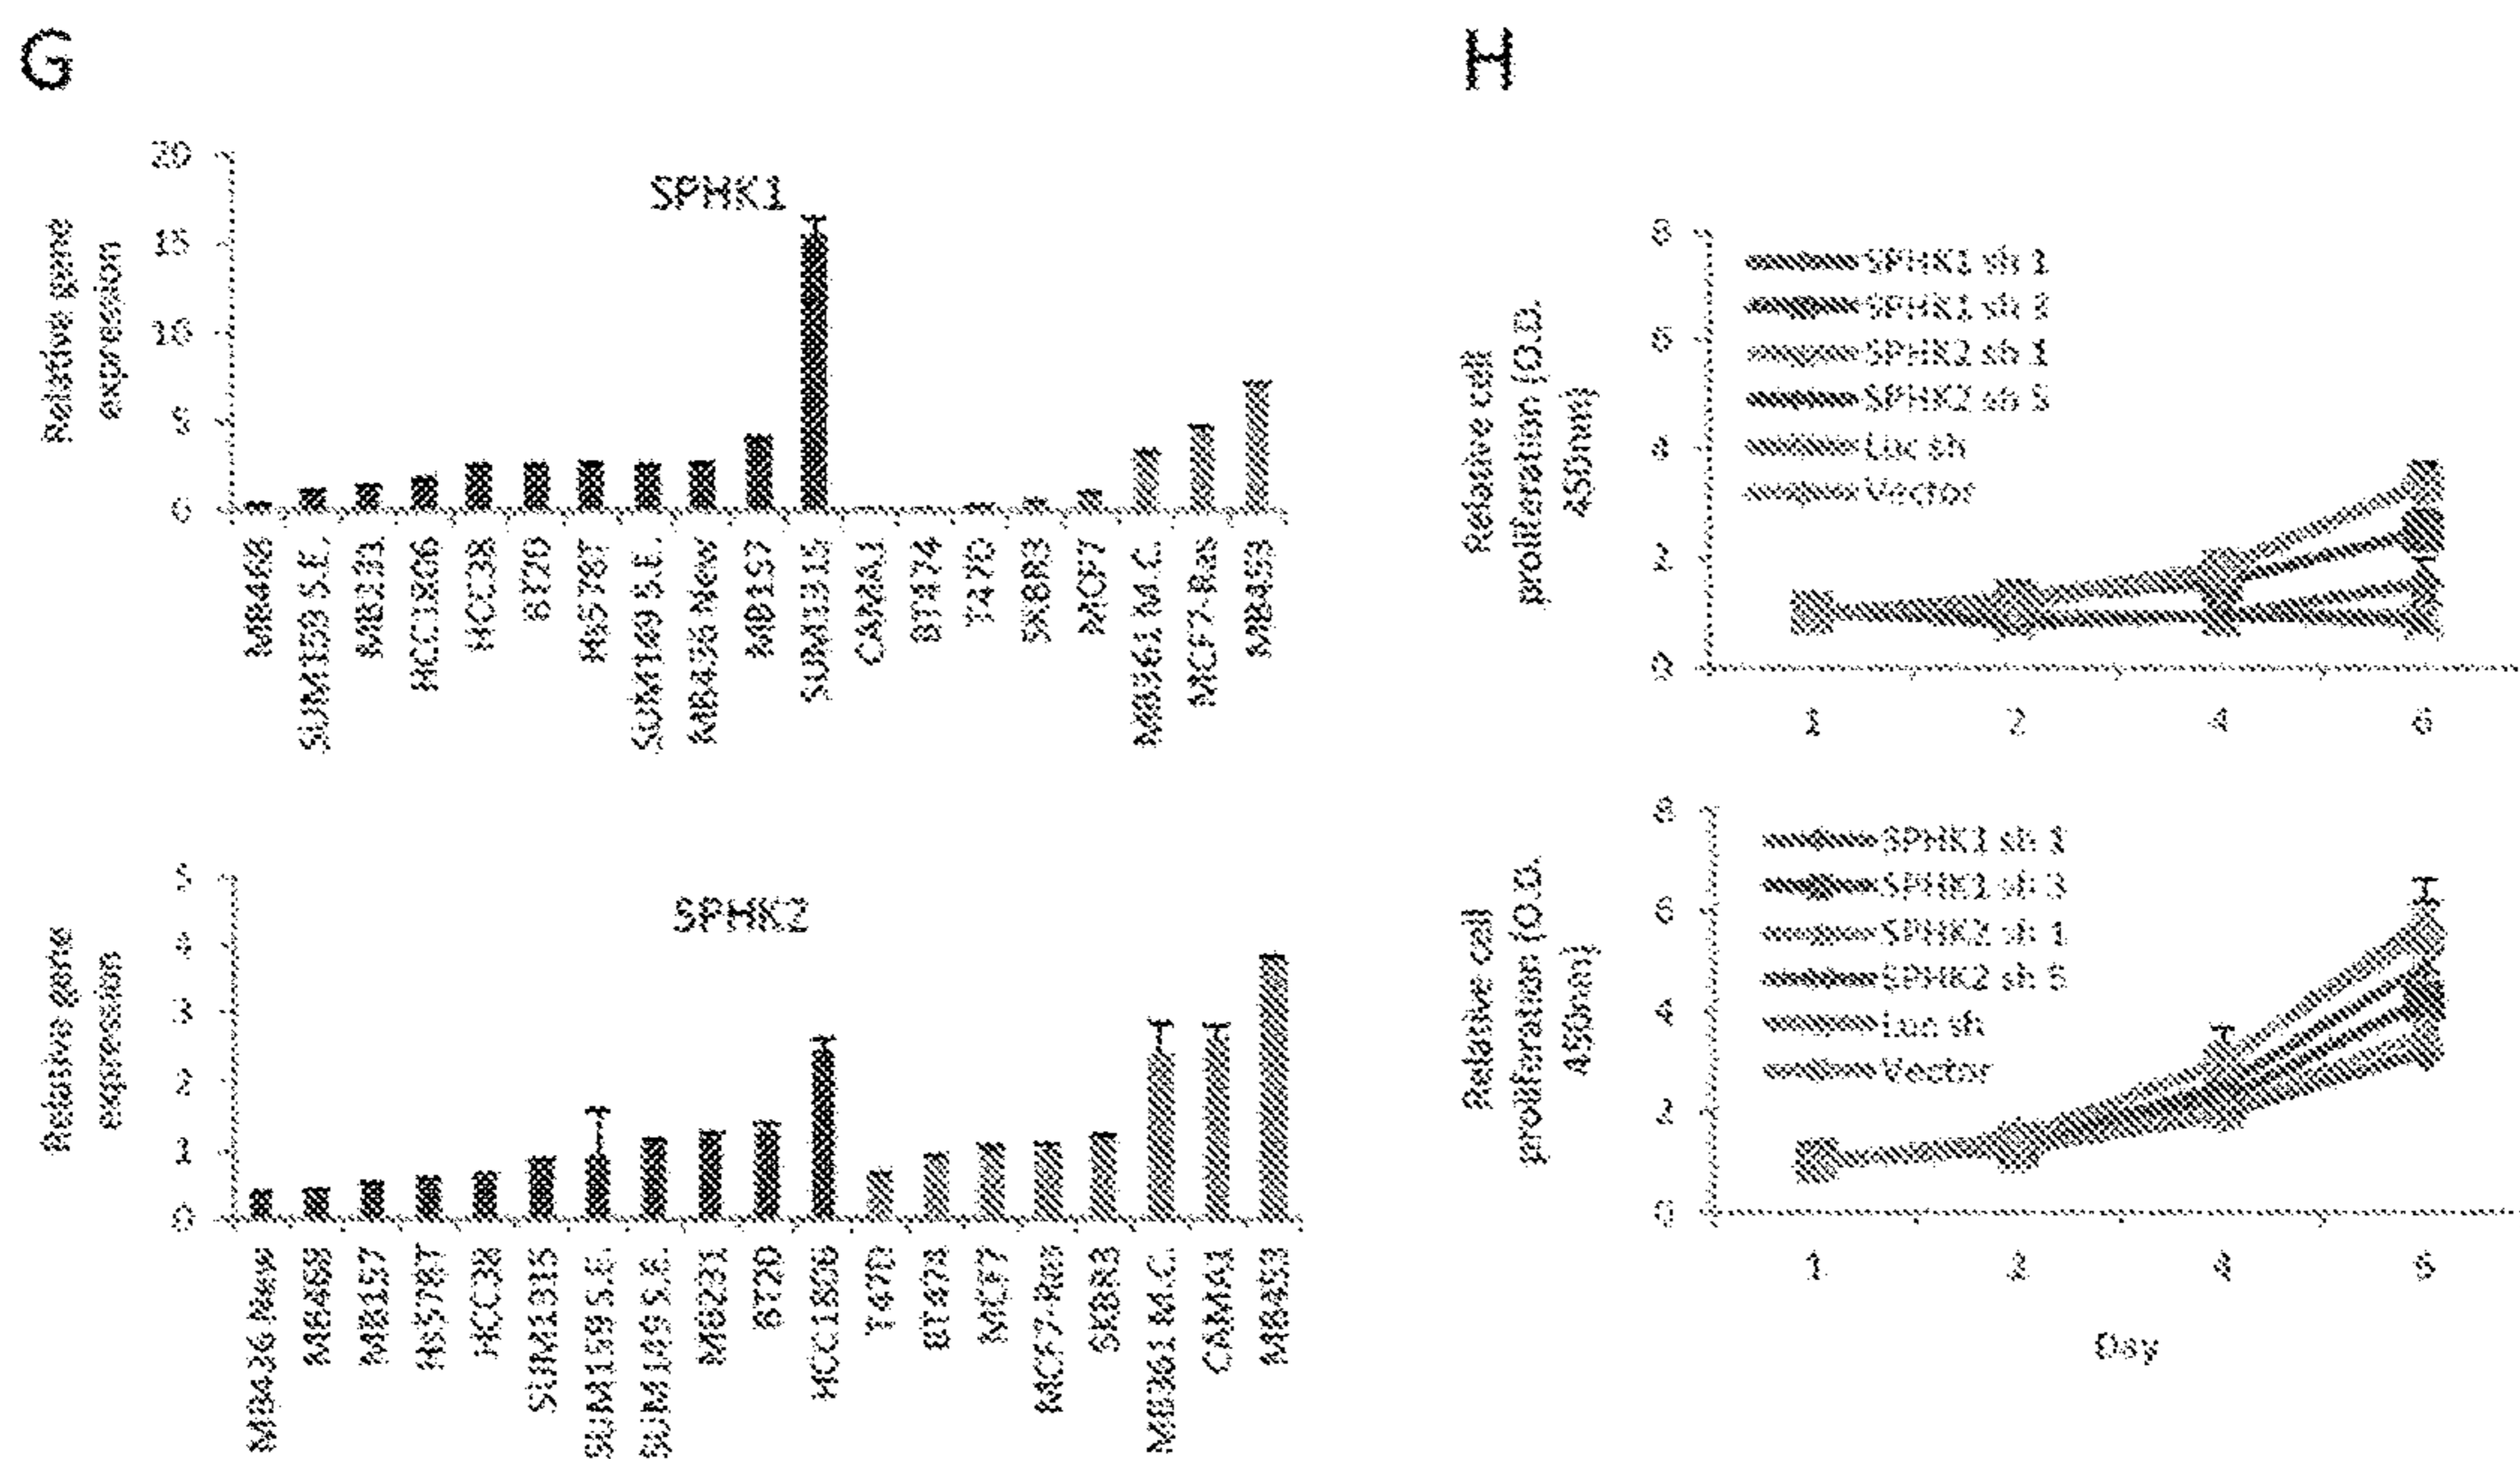 G
SPHK1
Relative gene
expression
20
15
10
5
0
MB468
SUM159 S.E.
MB231
HCC1806
HCC38
BT20
HS578T
SUM149 S.E.
MB436 New
MB157
SUM1315
CAMA1
BT474
T47D
SKBR3
MCF7
MB361 M.C.
MCF7-Ras
MB453
SPHK2
Relative gene
expression
5
4
3
2
1
0
MB436 New
MB468
MB157
HS578T
HCC38
SUM1315
SUM159 S.E.
SUM149 S.E.
MB231
BT20
HCC1806
T47D
BT474
MCF7
MCF7-Ras
SKBR3
MB361 M.C.
CAMA1
MB453
H
Relative cell
proliferation (O.D.
450nm)
8
6
4
2
0
SPHK1 sh 1
SPHK1 sh 3
SPHK2 sh 1
SPHK2 sh 5
Luc sh
Vector
1 2 4 6
Relative cell
proliferation (O.D.
450nm)
8
6
4
2
0
SPHK1 sh 1
SPHK1 sh 3
SPHK2 sh 1
SPHK2 sh 5
Luc sh
Vector
1 2 4 6
Day